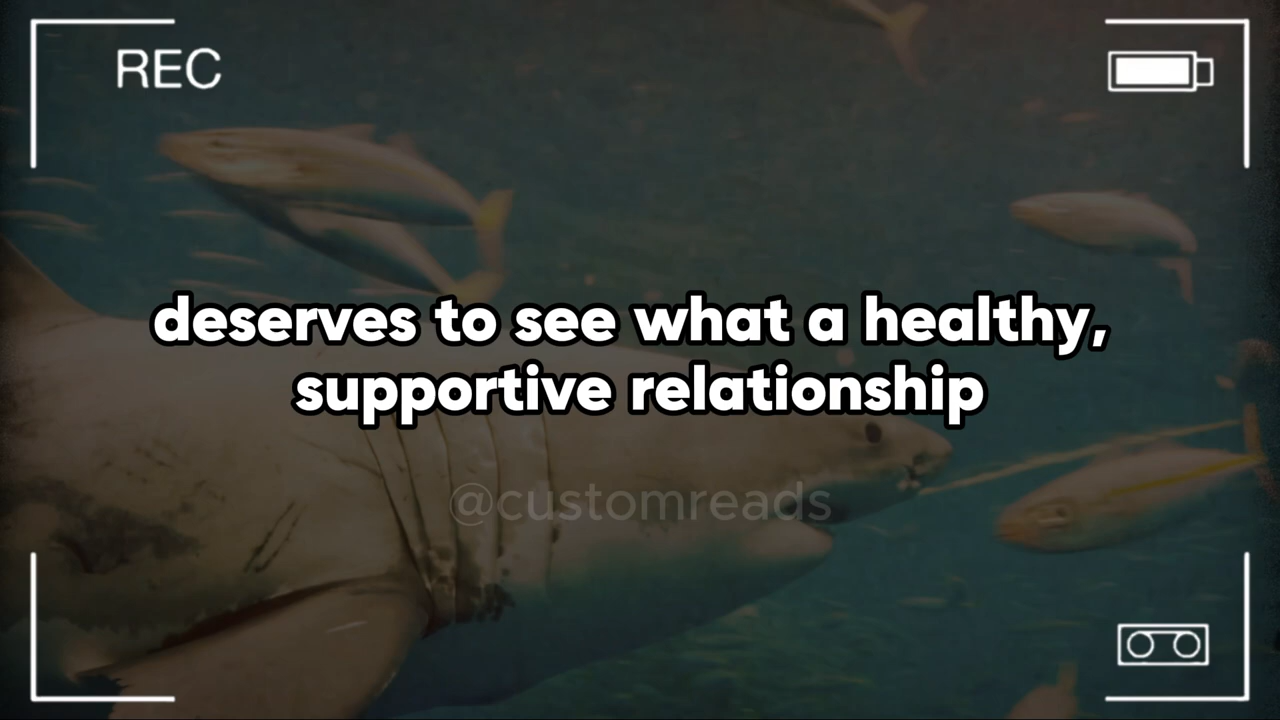 REC
deserves to see what a healthy,
supportive relationship
@customreads